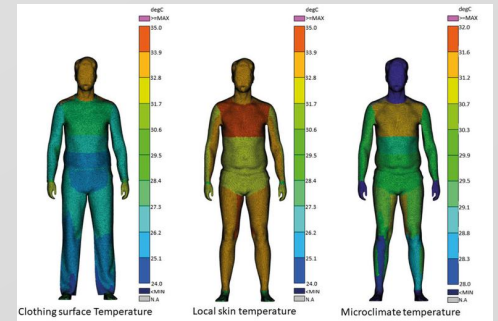 degC
>=MAX
35.0
33.9
32.8
31.7
30.6
29.5
28.4
27.3
26.2
25.1
24.0
<MIN
N.A
Clothing surface Temperature
degC
>=MAX
35.0
33.9
32.8
31.7
30.6
29.5
28.4
27.3
26.2
25.1
24.0
<MIN
N.A
Local skin temperature
degC
>=MAX
32.0
31.6
31.2
30.7
29.9
29.5
29.1
28.8
28.3
28.0
<MIN
N.A
Microclimate temperature